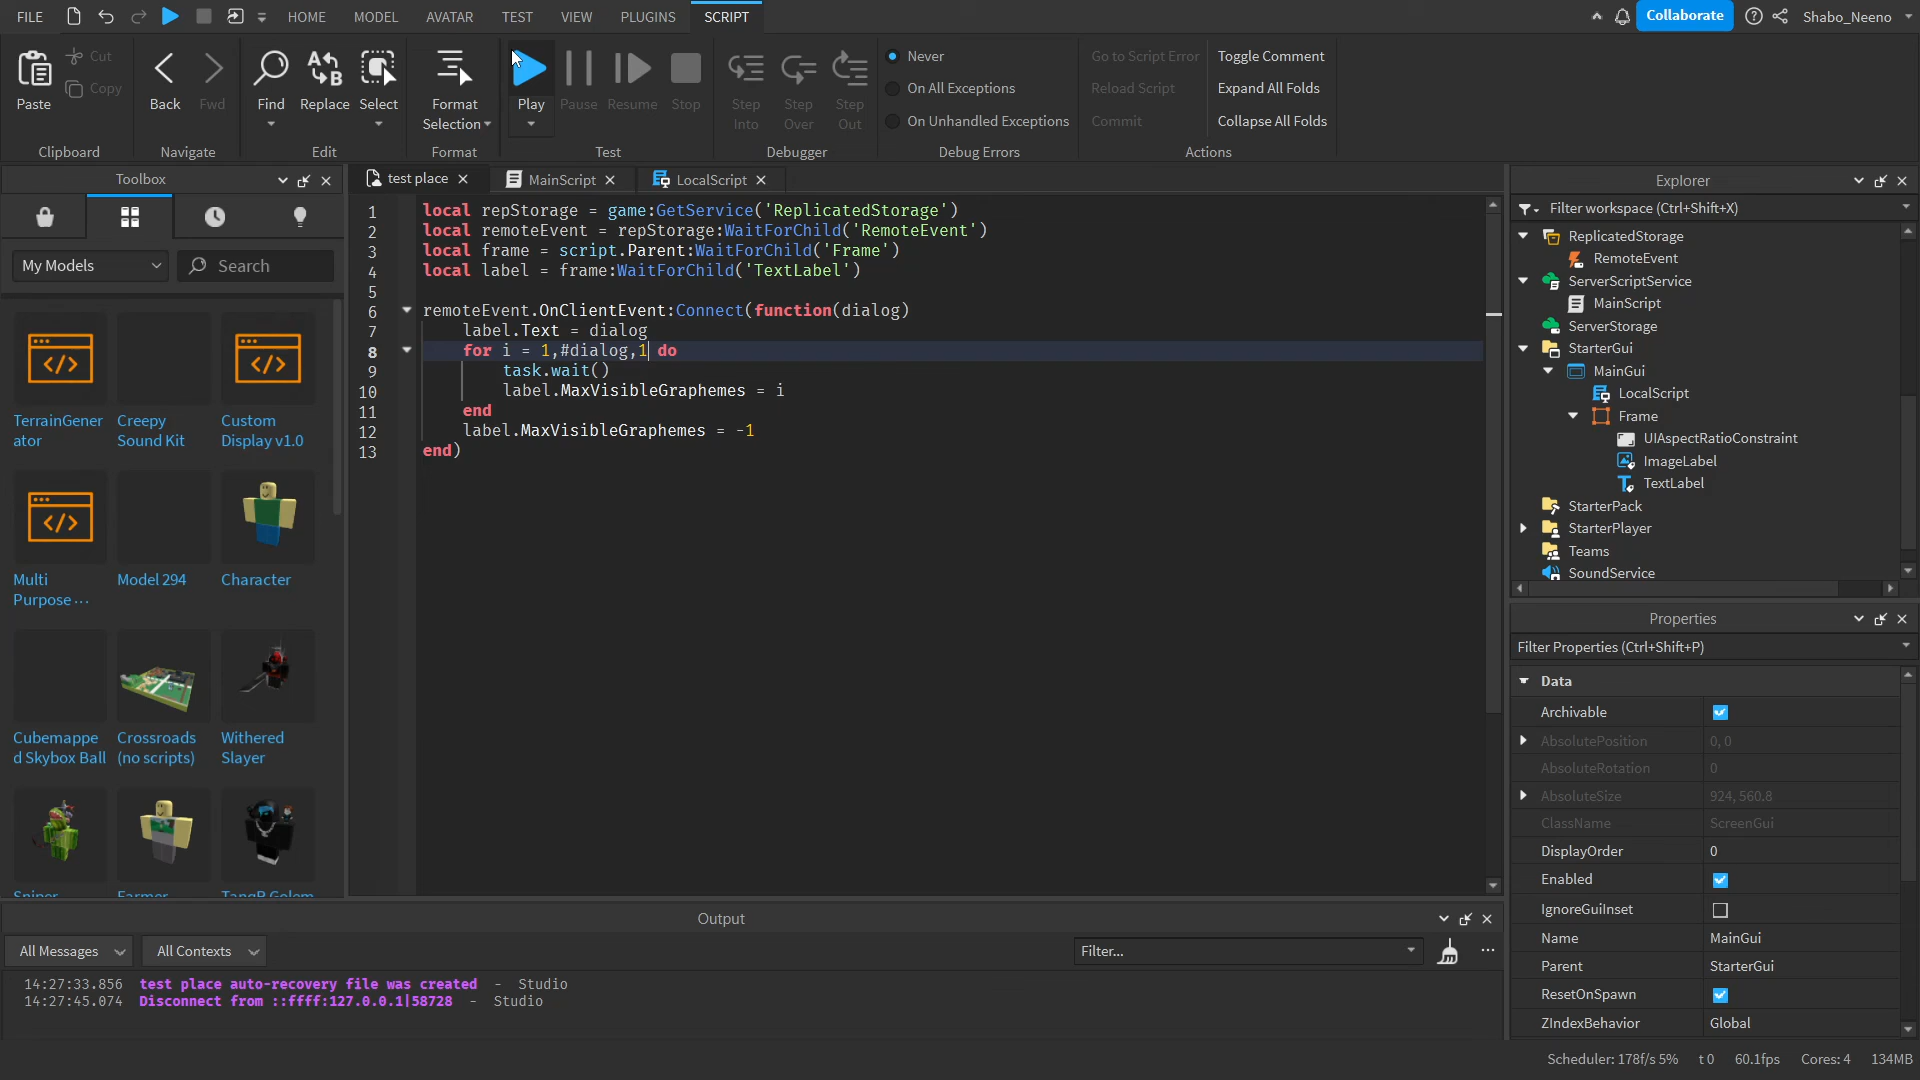 FILE HOME MODEL AVATAR TEST VIEW PLUGINS SCRIPT Collaborate Shabo_Neeno
Paste Cut Copy Clipboard
Back Fwd Navigate
Find Replace Select Edit
Format Selection Format
Play Pause Resume Stop Test
Step Into Step Over Step Out Debugger
Never
On All Exceptions
On Unhandled Exceptions
Debug Errors
Go to Script Error Toggle Comment
Reload Script Expand All Folds
Commit Collapse All Folds
Actions
Toolbox
My Models Search
TerrainGener
ator
Creepy
Sound Kit
Custom
Display v1.0
Multi
Purpose ...
Model 294
Character
Cubemappe
d Skybox Ball
Crossroads
(no scripts)
Withered
Slayer
Sniper Farmer TangB Golem
test place MainScript LocalScript
1 local repStorage = game:GetService('ReplicatedStorage')
2 local remoteEvent = repStorage:WaitForChild('RemoteEvent')
3 local frame = script.Parent:WaitForChild('Frame')
4 local label = frame:WaitForChild('TextLabel')
5
6 remoteEvent.OnClientEvent:Connect(function(dialog)
7 label.Text = dialog
8 for i = 1,#dialog,1 do
9 task.wait()
10 label.MaxVisibleGraphemes = i
11 end
12 label.MaxVisibleGraphemes = -1
13 end)
Output
All Messages All Contexts Filter...
14:27:33.856 test place auto-recovery file was created - Studio
14:27:45.074 Disconnect from ::ffff:127.0.0.1|58728 - Studio
Explorer
Filter workspace (Ctrl+Shift+X)
ReplicatedStorage
RemoteEvent
ServerScriptService
MainScript
ServerStorage
StarterGui
MainGui
LocalScript
Frame
UIAspectRatioConstraint
ImageLabel
TextLabel
StarterPack
StarterPlayer
Teams
SoundService
Properties
Filter Properties (Ctrl+Shift+P)
Data
Archivable
AbsolutePosition 0, 0
AbsoluteRotation 0
AbsoluteSize 924, 560.8
ClassName ScreenGui
DisplayOrder 0
Enabled
IgnoreGuiInset
Name MainGui
Parent StarterGui
ResetOnSpawn
ZIndexBehavior Global
Scheduler: 178f/s 5% t 0 60.1fps Cores: 4 134MB